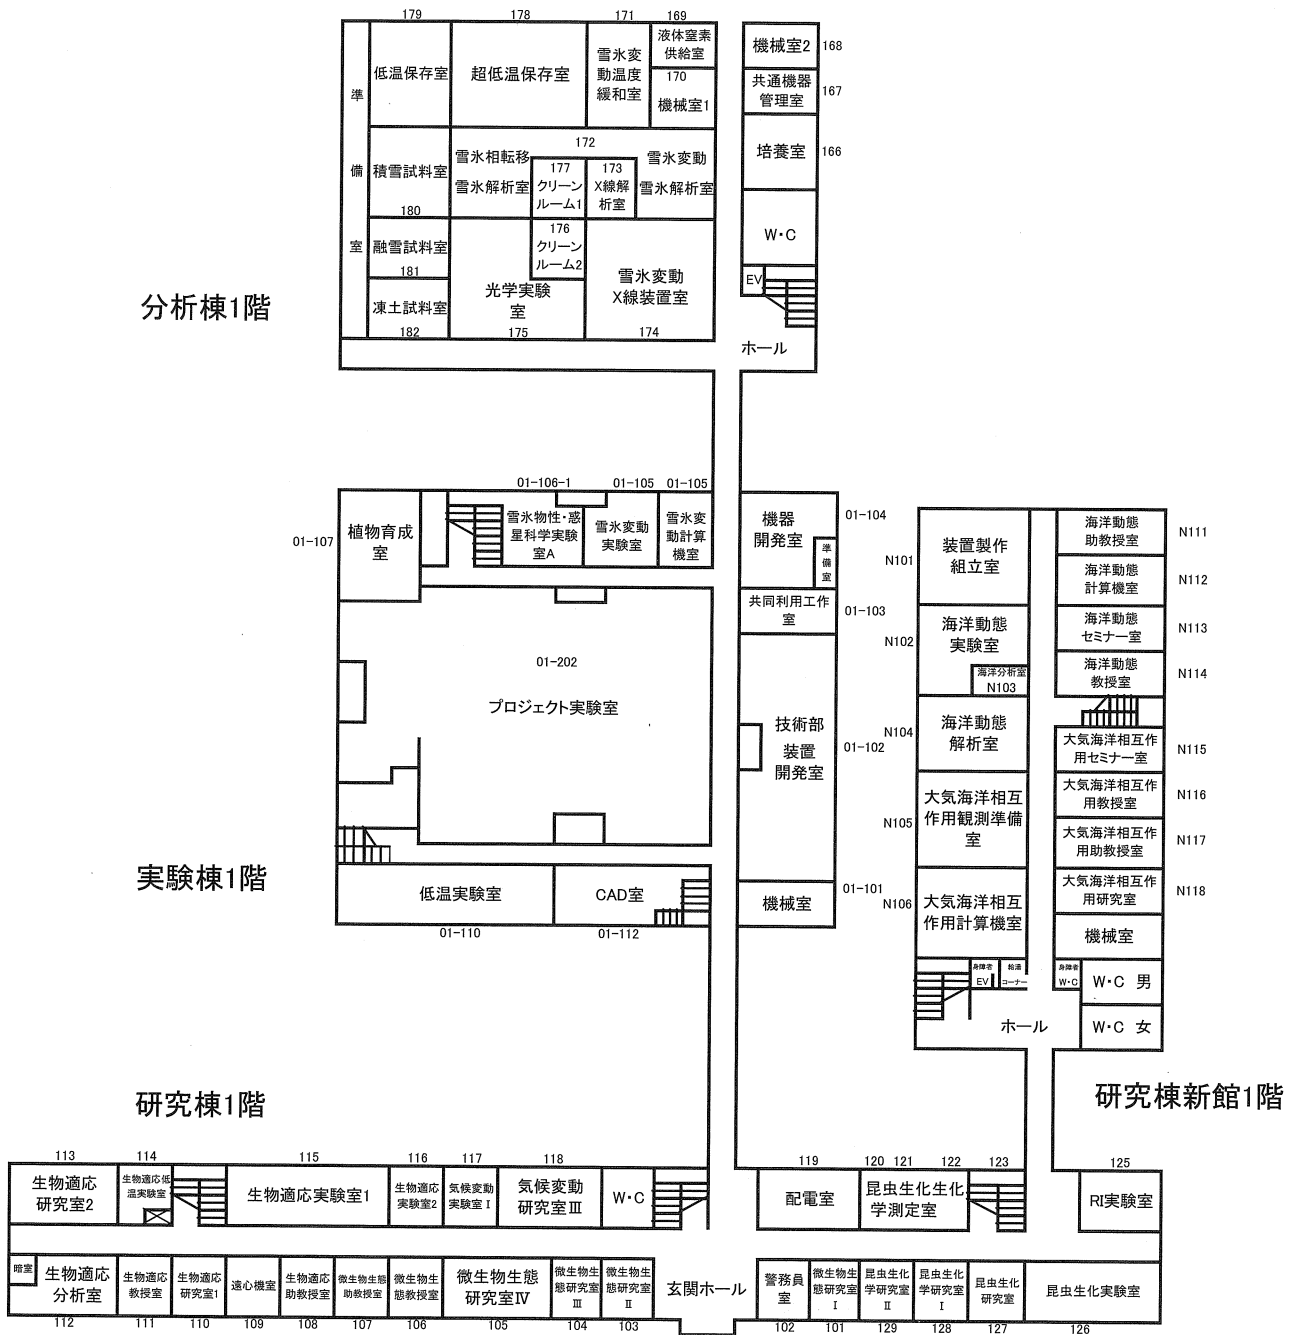 179
178
171
169
低温保存室
超低温保存室
雪氷変
動温度
緩和室
液体窒素
供給室
170
機械室1
準
備
室
172
積雪試料室
180
雪氷相転移
雪氷解析室
177
クリーン
ルーム1
173
X線解
析室
雪氷変動
雪氷解析室
融雪試料室
181
176
クリーン
ルーム2
凍土試料室
182
光学実験
室
175
雪氷変動
X線装置室
174
機械室2
168
共通機器
管理室
167
培養室
166
W・C
EV
ホール
分析棟1階
01-106-1
01-105
01-105
01-107
植物育成
室
雪氷物性・惑
星科学実験
室A
雪氷変動
実験室
雪氷変
動計算
機室
機器
開発室
準
備
室
01-104
共同利用工作
室
01-103
01-202
プロジェクト実験室
技術部
装置
開発室
01-102
実験棟1階
低温実験室
01-110
CAD室
01-112
機械室
01-101
N101
装置製作
組立室
海洋動態
助教授室
N111
海洋動態
計算機室
N112
N102
海洋動態
実験室
海洋分析室
N103
海洋動態
セミナー室
N113
海洋動態
教授室
N114
N104
海洋動態
解析室
大気海洋相互作
用セミナー室
N115
N105
大気海洋相互
作用観測準備
室
大気海洋相互作
用教授室
N116
大気海洋相互作
用助教授室
N117
N106
大気海洋相互
作用計算機室
大気海洋相互作
用研究室
N118
機械室
身障者
EV
給湯
コーナー
身障者
W・C
W・C 男
ホール
W・C 女
研究棟1階
研究棟新館1階
113
114
115
116
117
118
119
120
121
122
123
125
生物適応
研究室2
生物適応低
温実験室
生物適応実験室1
生物適応
実験室2
気候変動
実験室Ⅰ
気候変動
研究室Ⅲ
W・C
配電室
昆虫生化生化
学測定室
RI実験室
暗室
生物適応
分析室
生物適応
教授室
生物適応
研究室1
遠心機室
生物適応
助教授室
微生物生態
助教授室
微生物生
態教授室
微生物生態
研究室Ⅳ
微生物生
態研究室
Ⅲ
微生物生
態研究室
Ⅱ
玄関ホール
警務員
室
微生物生
態研究室
Ⅰ
昆虫生化
学研究室
Ⅱ
昆虫生化
学研究室
Ⅰ
昆虫生化
研究室
昆虫生化実験室
112
111
110
109
108
107
106
105
104
103
102
101
129
128
127
126